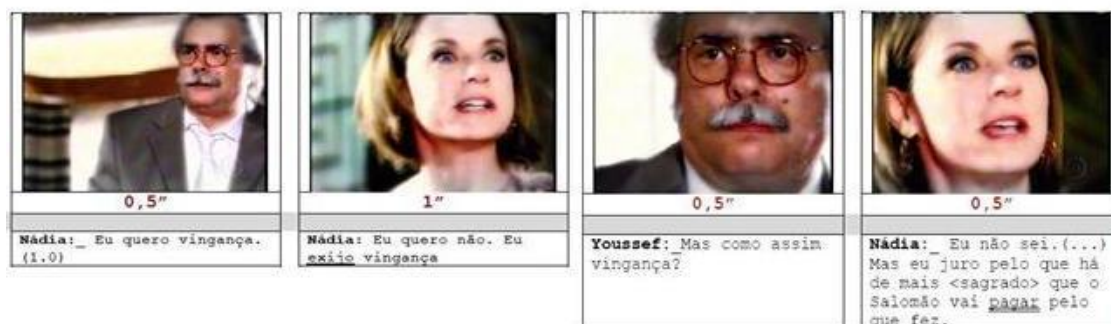 0,5″
Nádia:_ Eu quero vingança.
(1.0)
1″
Nádia: Eu quero não. Eu
exijo vingança
0,5″
Youssef:_Mas como assim
vingança?
0,5″
Nádia:_ Eu não sei.(...)
Mas eu juro pelo que há
de mais <sagrado> que o
Salomão vai pagar pelo
que fez.